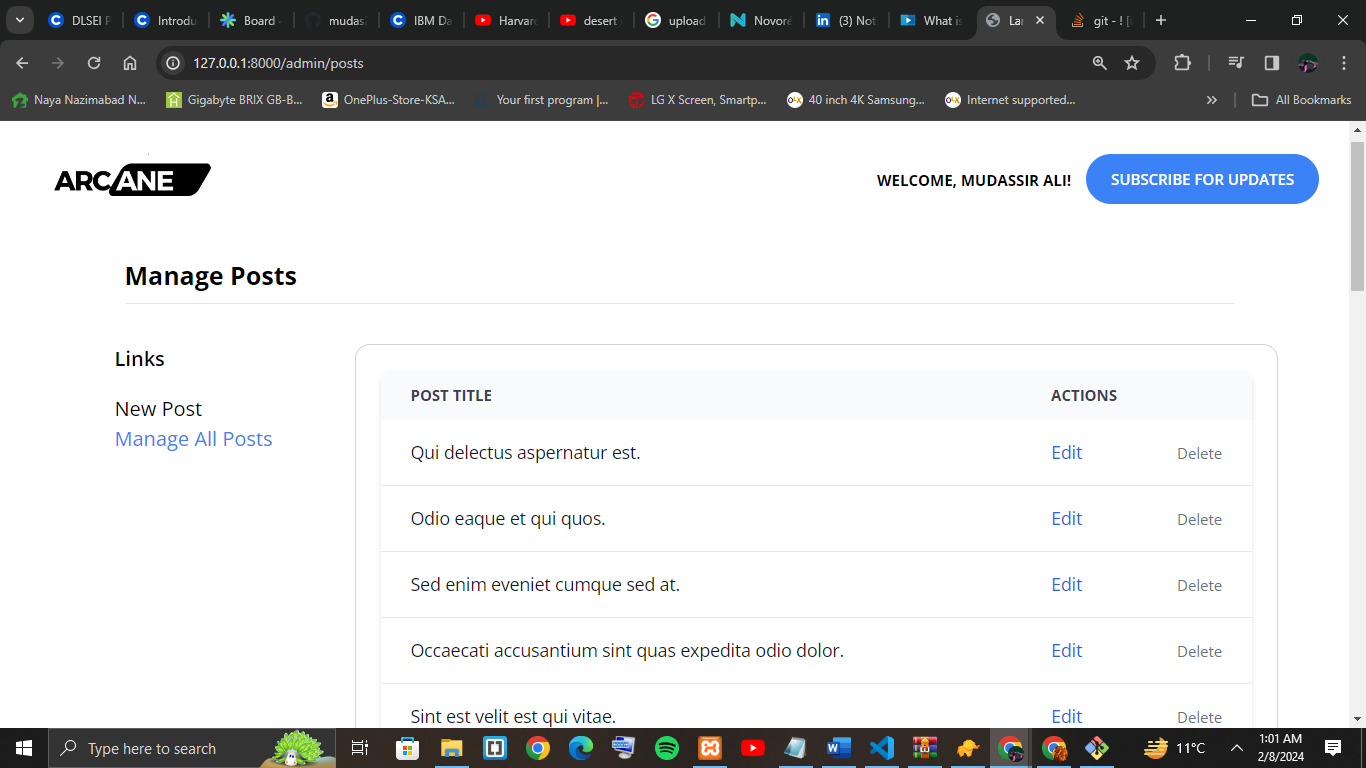 DLSEI P
Introdu
Board -
mudas
IBM Da
Harvar
desert i
upload
Novoré
(3) Not
What is
Lar
git - ! [r
127.0.0.1:8000/admin/posts
Naya Nazimabad N...
Gigabyte BRIX GB-B...
OnePlus-Store-KSA...
Your first program |...
LG X Screen, Smartp...
40 inch 4K Samsung...
Internet supported...
All Bookmarks
ARCANE
WELCOME, MUDASSIR ALI!
SUBSCRIBE FOR UPDATES
Manage Posts
Links
New Post
Manage All Posts
POST TITLE ACTIONS
Qui delectus aspernatur est. Edit Delete
Odio eaque et qui quos. Edit Delete
Sed enim eveniet cumque sed at. Edit Delete
Occaecati accusantium sint quas expedita odio dolor. Edit Delete
Sint est velit est qui vitae. Edit Delete
Type here to search
11°C
1:01 AM
2/8/2024